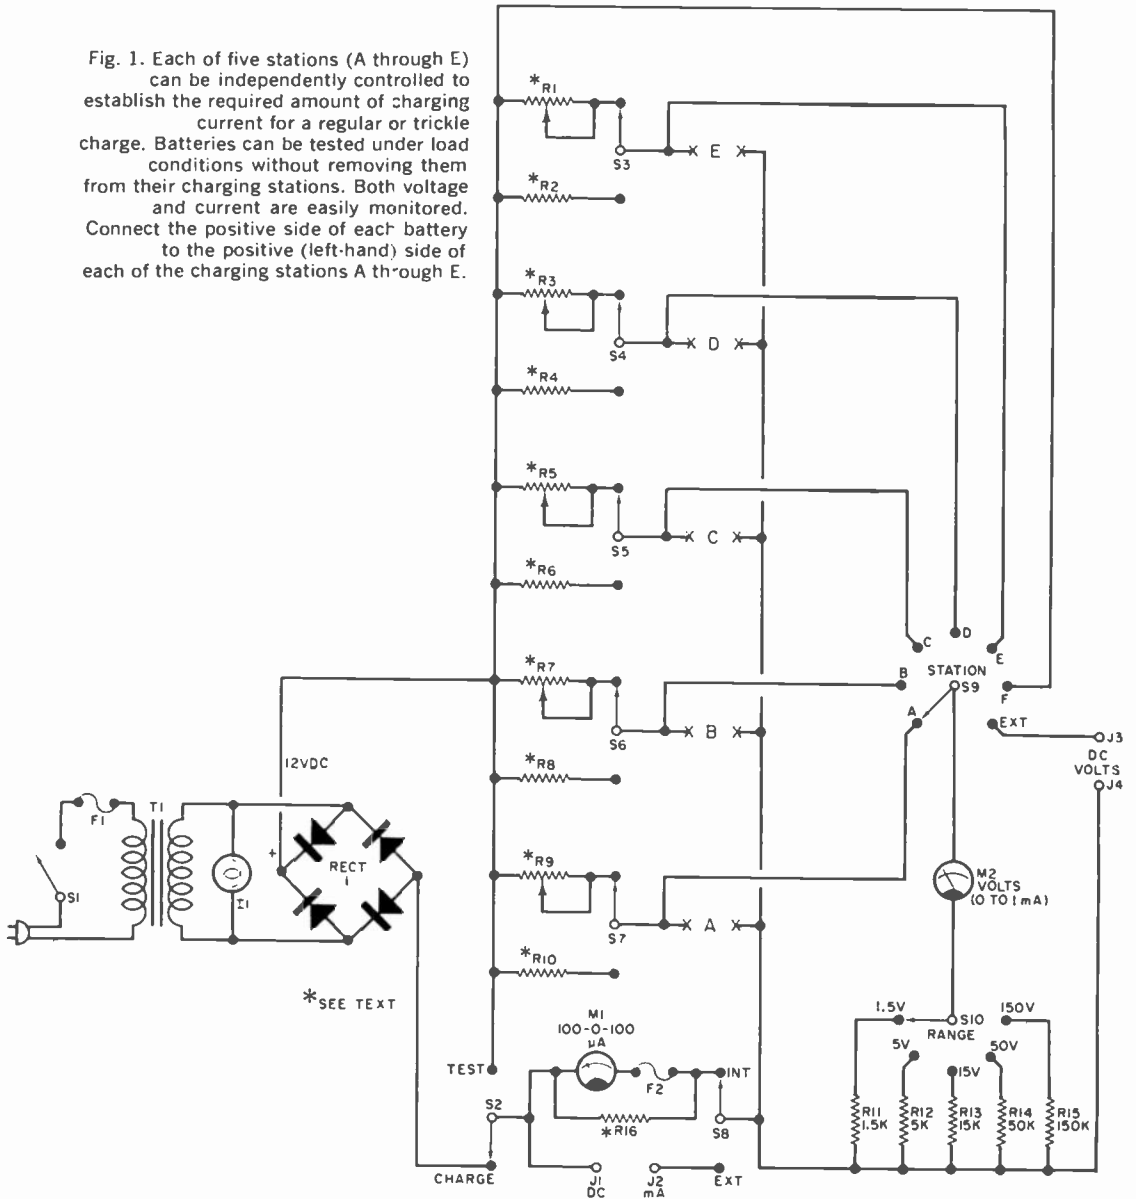 Fig. 1. Each of five stations (A through E)
can be independently controlled to
establish the required amount of charging
current for a regular or trickle
charge. Batteries can be tested under load
conditions without removing them
from their charging stations. Both voltage
and current are easily monitored.
Connect the positive side of each battery
to the positive (left-hand) side of
each of the charging stations A through E.
*R1
S3
X E X
*R2
*R3
S4
X D X
*R4
*R5
S5
X C X
*R6
*R7
S6
X B X
*R8
*R9
S7
X A X
*R10
12VDC
F1
T1
S1
I1
+
RECT
1
*SEE TEXT
C
D
E
B
STATION
S9
F
A
EXT
J3
DC
VOLTS
J4
M2
VOLTS
(0 TO 1mA)
1.5V
S10
150V
RANGE
5V
50V
15V
R11
1.5K
R12
5K
R13
15K
R14
50K
R15
150K
M1
100-0-100
µA
TEST
F2
INT
S2
*R16
S8
CHARGE
J1
DC
J2
mA
EXT